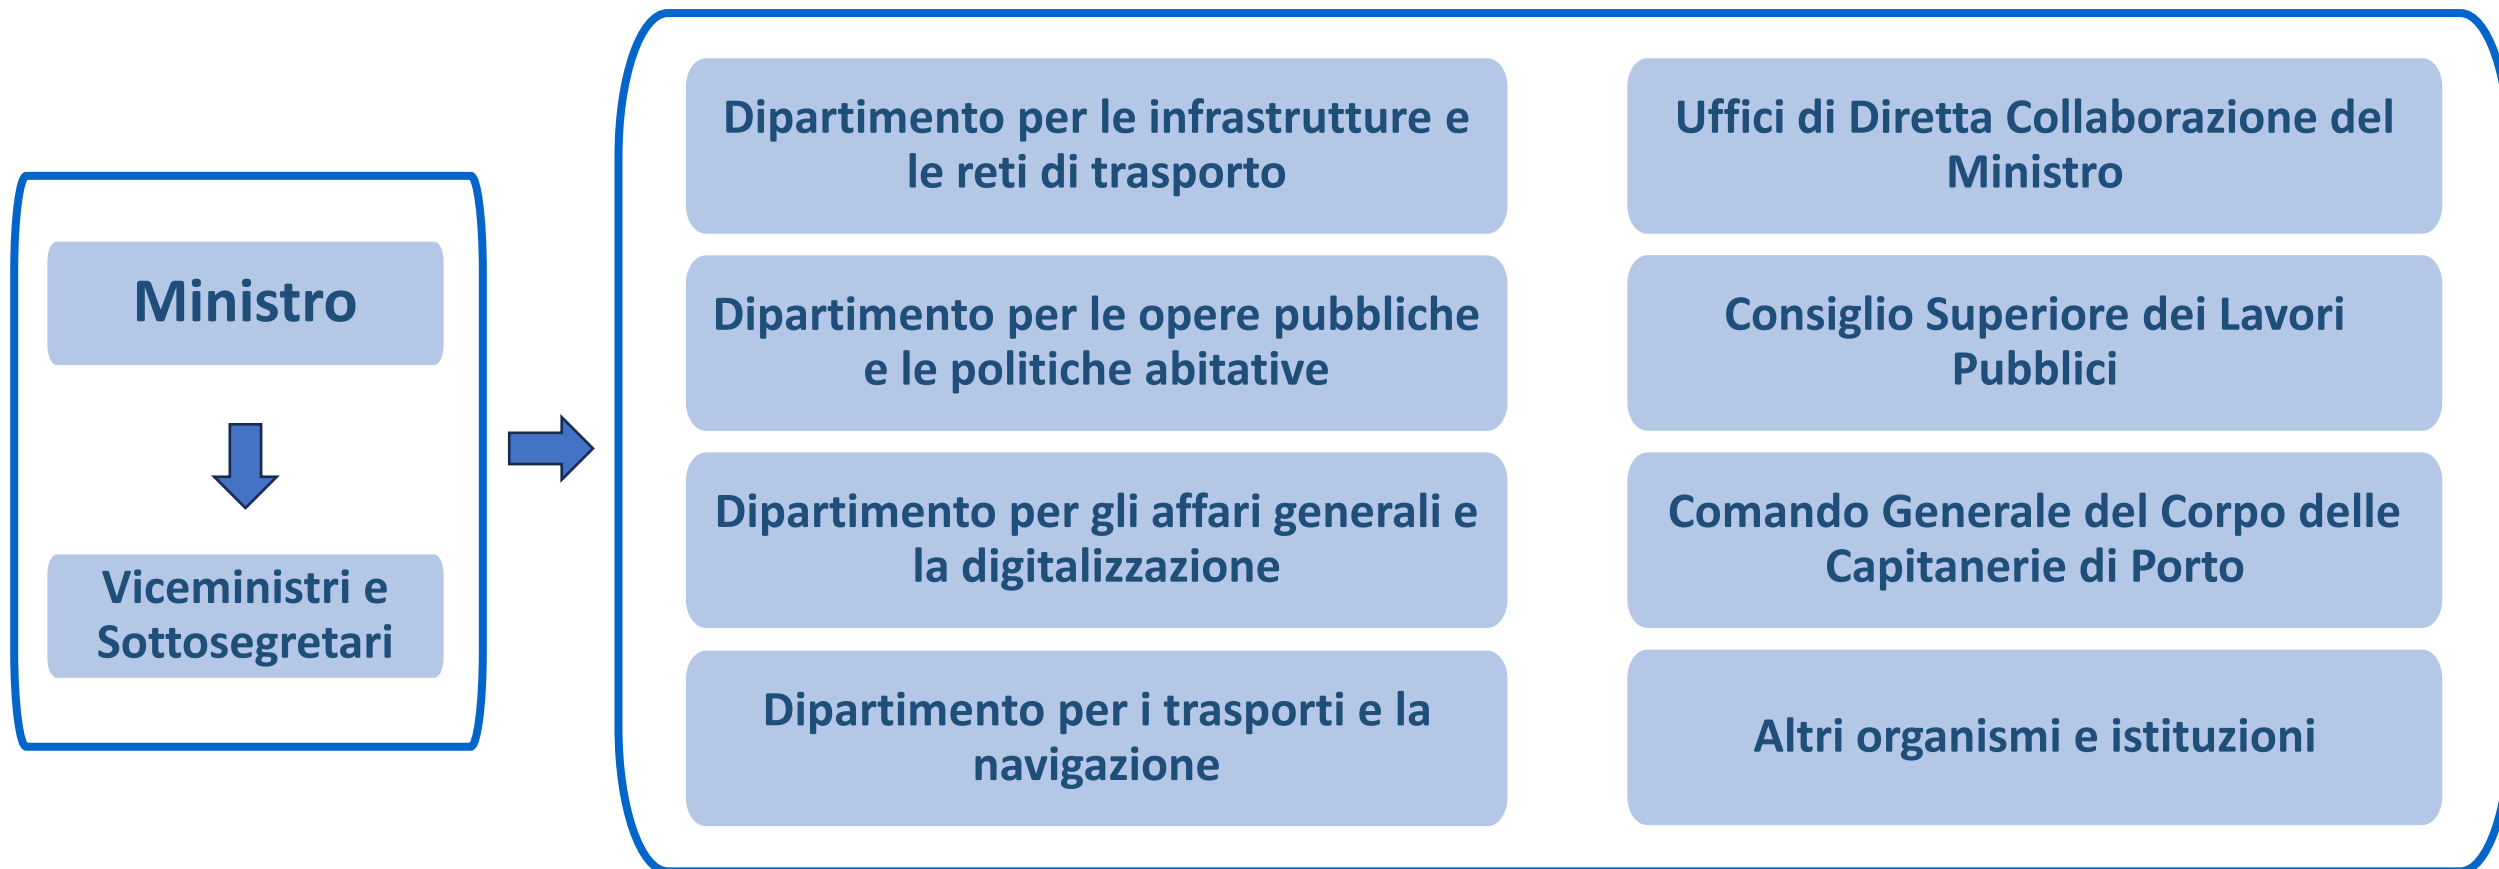 Ministro
Viceministri e
Sottosegretari
Dipartimento per le infrastrutture e
le reti di trasporto
Dipartimento per le opere pubbliche
e le politiche abitative
Dipartimento per gli affari generali e
la digitalizzazione
Dipartimento per i trasporti e la
navigazione
Uffici di Diretta Collaborazione del
Ministro
Consiglio Superiore dei Lavori
Pubblici
Comando Generale del Corpo delle
Capitanerie di Porto
Altri organismi e istituzioni